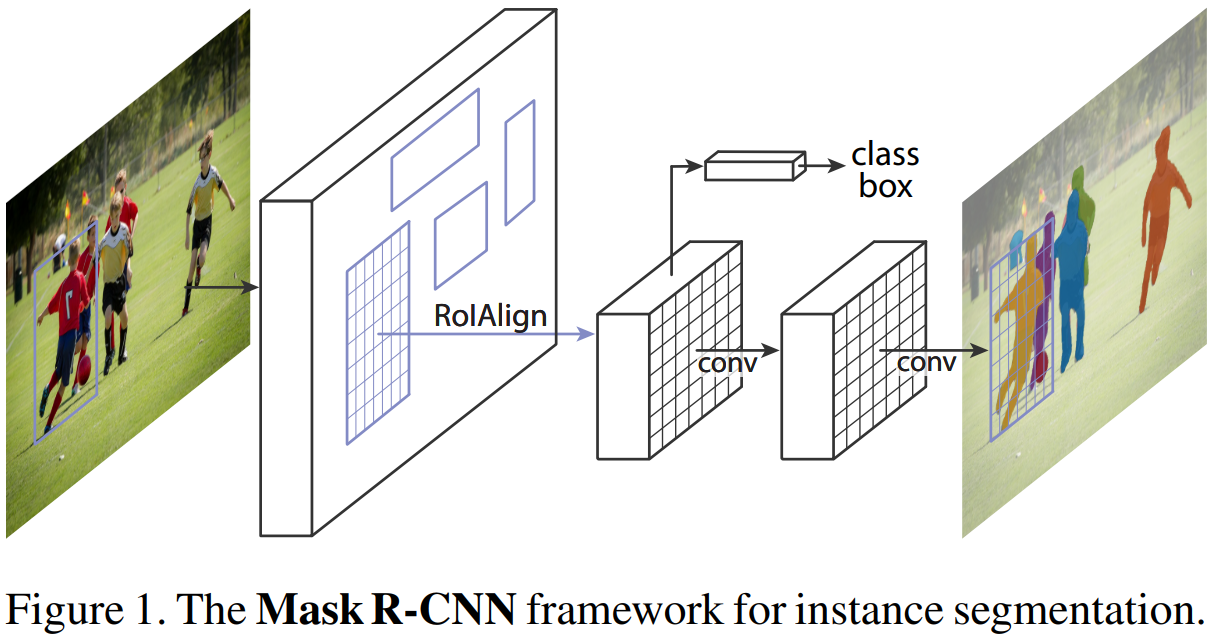 class
box
RoIAlign
conv
conv
Figure 1. The Mask R-CNN framework for instance segmentation.